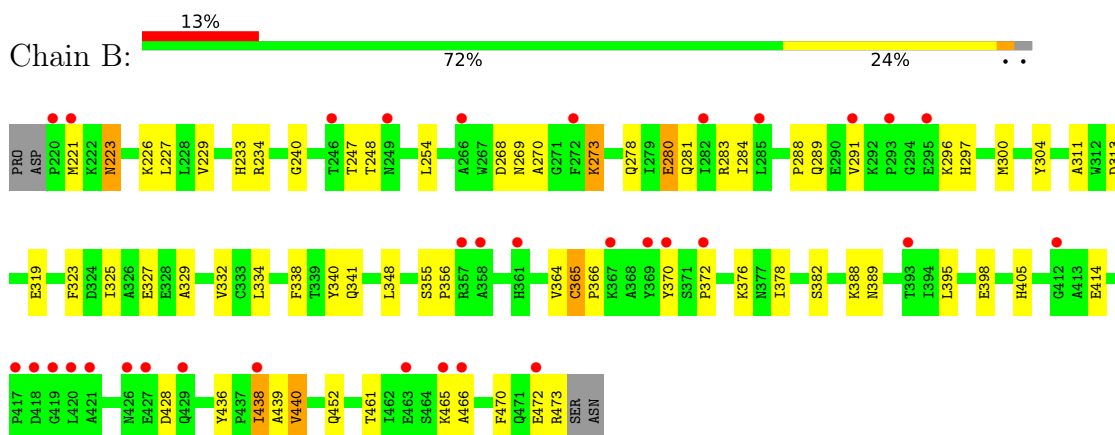 13%
Chain B:
72% 24% • •
PRO ASP P220 M221 K222 N223 K226 L227 L228 V229 H233 R234 G240 T246 T247 T248 N249 L254 A266 W267 D268 N269 A270 G271 F272 K273 Q278 I279 E280 Q281 I282 R283 I284 L285 P288 Q289 E290 V291 K292 P293 G294 E295 K296 H297 M300 Y304 A311 W312 D313
E319 F323 D324 I325 A326 E327 E328 A329 V332 C333 L334 F338 T339 Y340 Q341 L348 S355 P356 R357 A358 H361 V364 C365 P366 K367 A368 Y369 Y370 S371 P372 K376 N377 I378 S382 K388 N389 T393 I394 L395 E398 H405 G412 A413 E414
P417 D418 G419 L420 A421 N426 E427 D428 Q429 Y436 P437 I438 A439 V440 Q452 T461 I462 E463 S464 K465 A466 F470 Q471 E472 R473 SER ASN